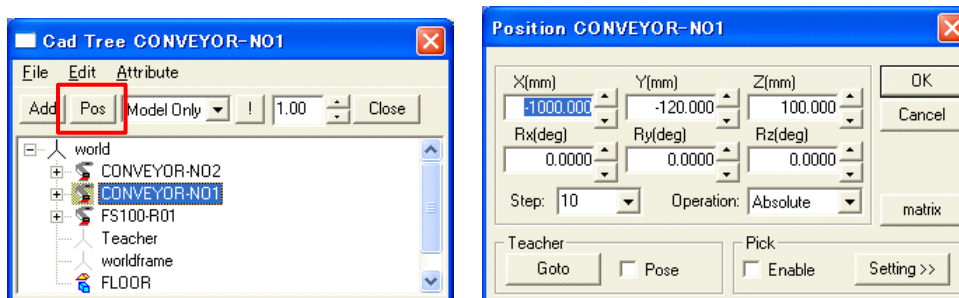 Cad Tree CONVEYOR-NO1
File Edit Attribute
Add Pos Model Only ! 1.00 Close
world
CONVEYOR-NO2
CONVEYOR-NO1
FS100-R01
Teacher
worldframe
FLOOR
Position CONVEYOR-NO1
X(mm) Y(mm) Z(mm) OK
-1000.000 -120.000 100.000 Cancel
Rx(deg) Ry(deg) Rz(deg)
0.0000 0.0000 0.0000
Step: 10 Operation: Absolute matrix
Teacher Pick
Goto Pose Enable Setting >>